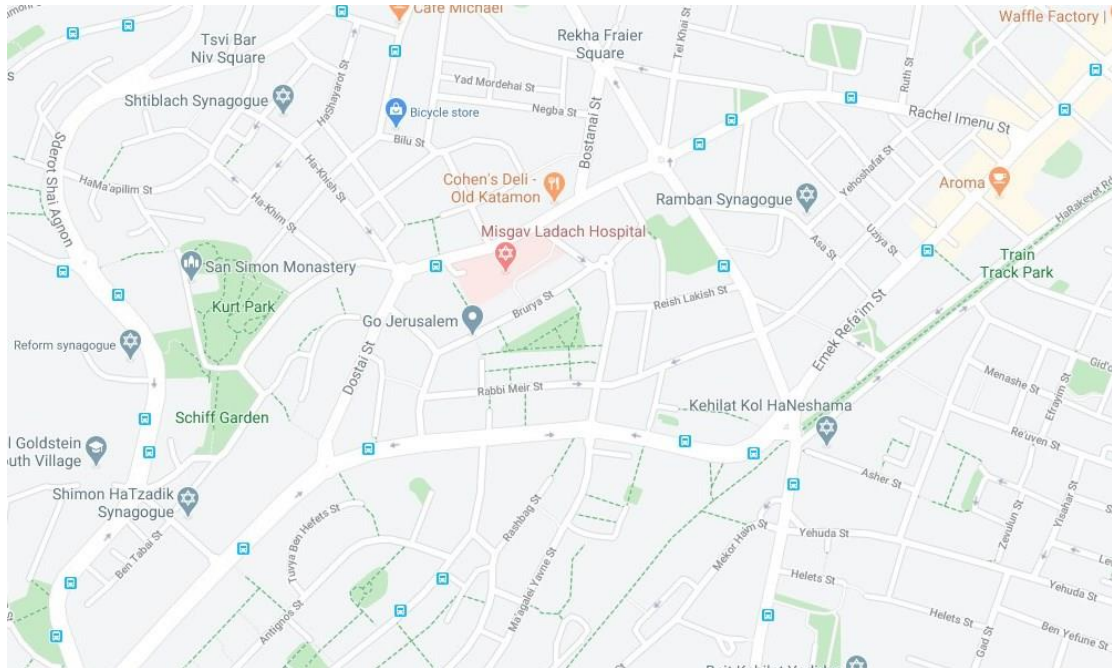 Cafe Michael
Waffle Factory |
Rekha Fraier
Square
Tel Khai St
Tsvi Bar
Niv Square
Ruth St
Yad Mordehai St
HaShayarot St
Shtiblach Synagogue
Negba St
Bicycle store
Rachel Imenu St
Bilu St
Bostanai St
Sderot Shai Agnon
Ha-Khish St
Yehoshafat St
Cohen's Deli -
Old Katamon
Aroma
HaMa'apilim St
Ramban Synagogue
HaRakevet Rd
Ha-Khim St
Misgav Ladach Hospital
Uziya St
Asa St
Train
Track Park
San Simon Monastery
Reish Lakish St
Kurt Park
Brurya St
Go Jerusalem
Emek Refa'im St
Reform synagogue
Dostai St
Gid'o
Menashe St
Rabbi Meir St
Efrayim St
Kehilat Kol HaNeshama
Schiff Garden
Re'uven St
l Goldstein
outh Village
Asher St
Shimon HaTzadik
Synagogue
Rashbag St
Zevulun St
Yisahar St
Tuvya Ben Hefets St
Mekor Haim St
Yehuda St
Ben Tabai St
Ma'agalei Yavne St
Helets St
Yehuda St
Antignos St
Helets St
Gad St
Ben Yefune St